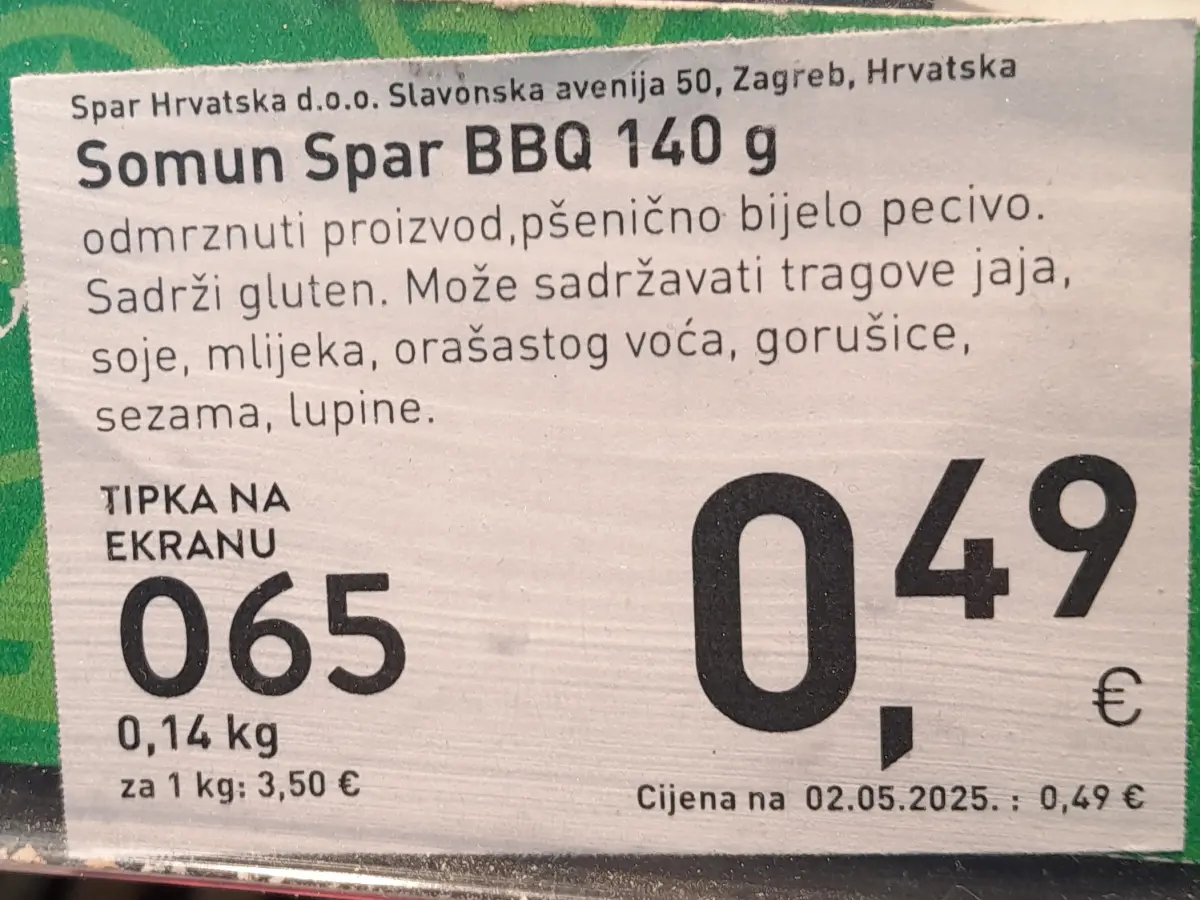 Spar Hrvatska d.o.o. Slavonska avenija 50, Zagreb, Hrvatska
Somun Spar BBQ 140 g
odmrznuti proizvod,pšenično bijelo pecivo.
Sadrži gluten. Može sadržavati tragove jaja,
soje, mlijeka, orašastog voća, gorušice,
sezama, lupine.
TIPKA NA
EKRANU
065
0,14 kg
za 1 kg: 3,50 €
0,49
€
Cijena na 02.05.2025. : 0,49 €